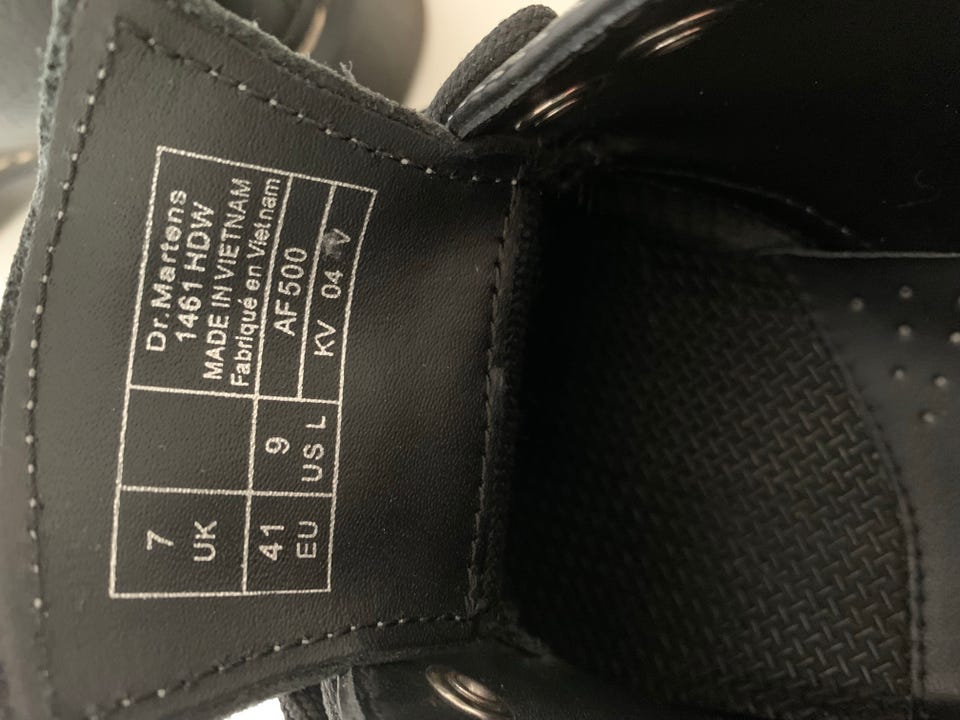 Dr.Martens
1461 HDW
MADE IN VIETNAM
Fabriqué en Vietnam
AF500
KV 04 V
7
UK
9
US L
41
EU